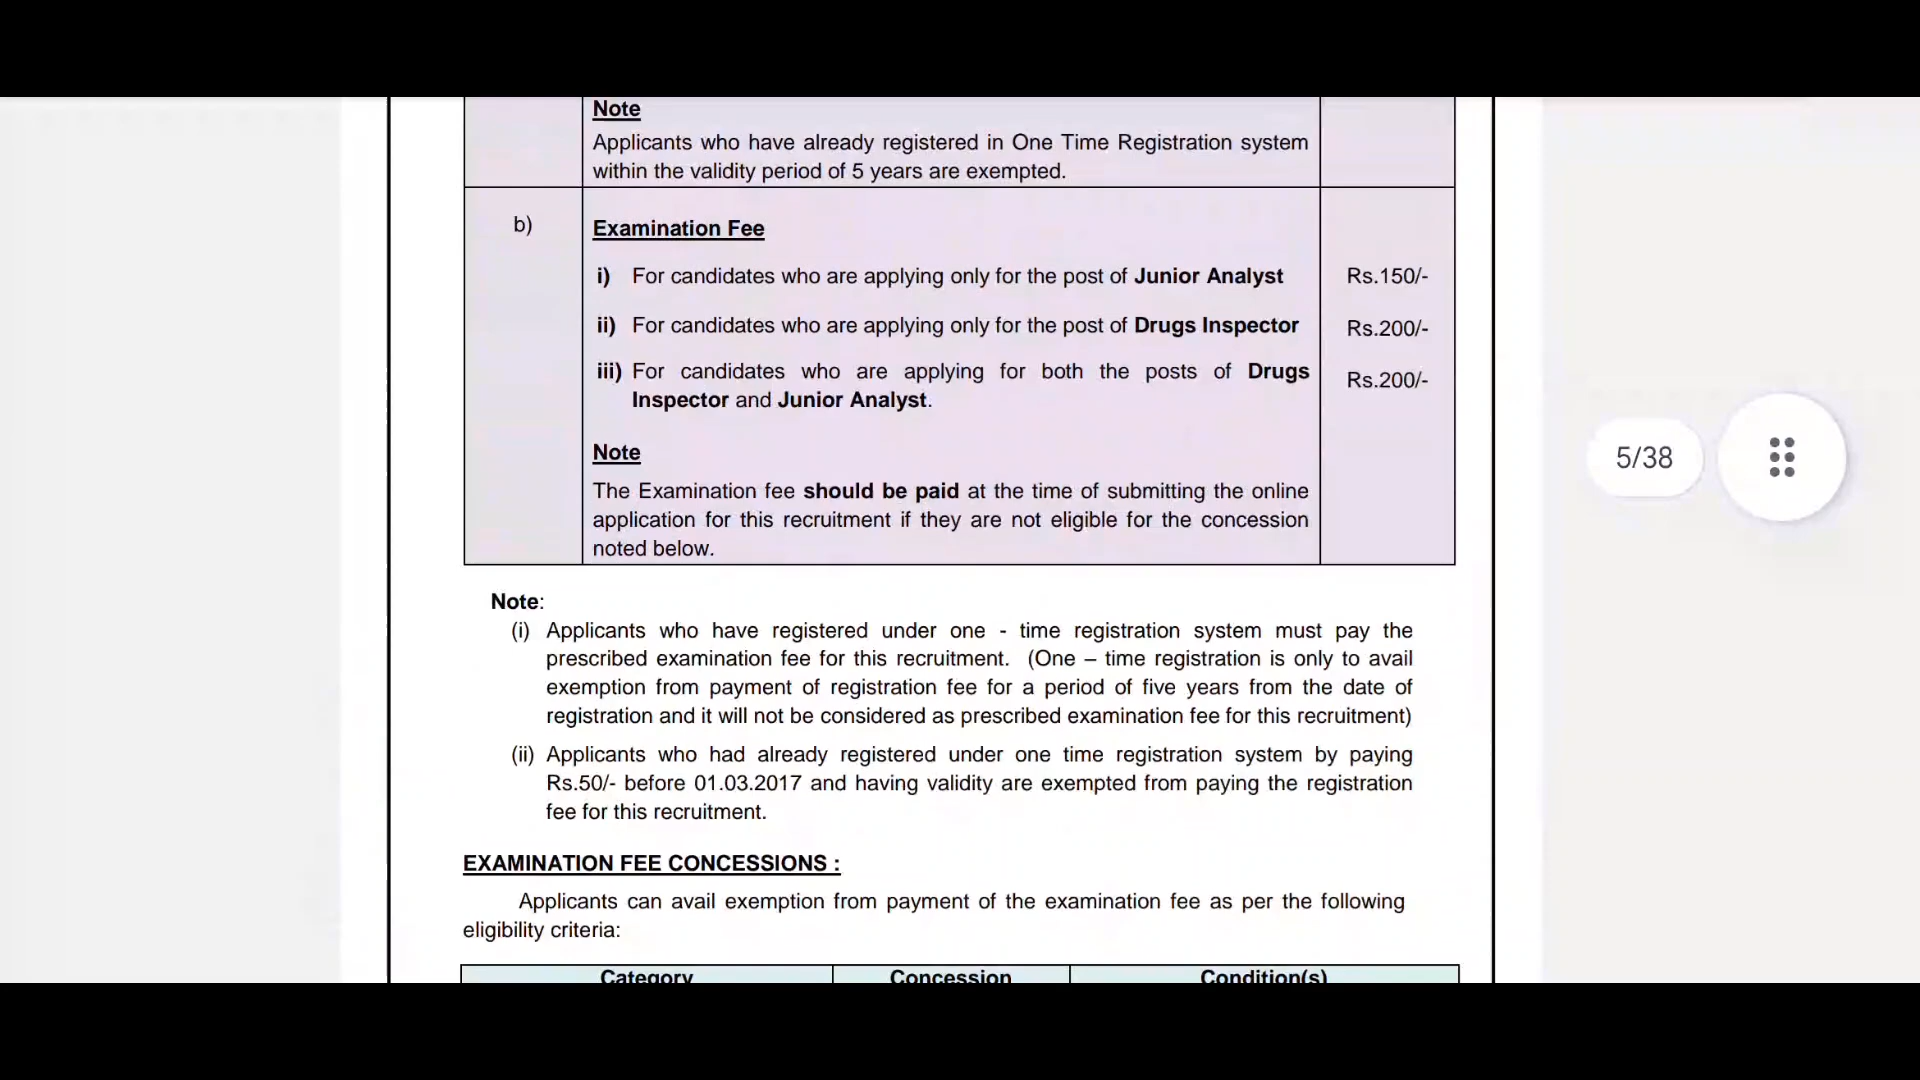 Note
Applicants who have already registered in One Time Registration system
within the validity period of 5 years are exempted.
b)
Examination Fee
i) For candidates who are applying only for the post of Junior Analyst
Rs.150/-
ii) For candidates who are applying only for the post of Drugs Inspector
Rs.200/-
iii) For candidates who are applying for both the posts of Drugs
Inspector and Junior Analyst.
Rs.200/-
Note
The Examination fee should be paid at the time of submitting the online
application for this recruitment if they are not eligible for the concession
noted below.
5/38
Note:
(i) Applicants who have registered under one - time registration system must pay the
prescribed examination fee for this recruitment. (One – time registration is only to avail
exemption from payment of registration fee for a period of five years from the date of
registration and it will not be considered as prescribed examination fee for this recruitment)
(ii) Applicants who had already registered under one time registration system by paying
Rs.50/- before 01.03.2017 and having validity are exempted from paying the registration
fee for this recruitment.
EXAMINATION FEE CONCESSIONS :
Applicants can avail exemption from payment of the examination fee as per the following
eligibility criteria:
Category Concession Condition(s)